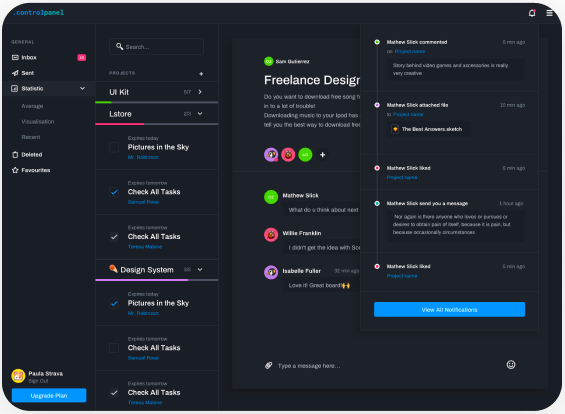 .controlpanel
GENERAL
Inbox
Sent
Statistic
Average
Visualisation
Recent
Deleted
Favourites
Paula Strava
Sign Out
Upgrade Plan
Search...
PROJECTS +
UI Kit 5/7
Lstore 2/3
Expires today
Pictures in the Sky
Mr. Robinson
Expires tomorrow
Check All Tasks
Samual Rose
Expires tomorrow
Check All Tasks
Teresa Malone
Design System
Expires today
Pictures in the Sky
Mr. Robinson
Expires tomorrow
Check All Tasks
Samual Rose
Expires tomorrow
Check All Tasks
Teresa Malone
Sam Gutierrez
Freelance Design
Do you want to download free song f
in to a lot of trouble!
Downloading music to your Ipod has
tell you the best way to download free
+
Mathew Slick
What do u think about next
Willie Franklin
I didn't get the idea with Soc
Isabelle Fuller 32 min ago
Love it! Great board!
Type a message here...
Mathew Slick commented 5 min ago
on Project name
Story behind video games and accessories is really
very creative
Mathew Slick attached file 10 min ago
to Project name
The Best Answers.sketch
Mathew Slick liked 5 min ago
Project name
Mathew Slick send you a message 1 hour ago
Nor again is there anyone who loves or pursues or
desires to obtain pain of itself, because it is pain, but
because occasionally circumstances
Mathew Slick liked 5 min ago
Project name
View All Notifications